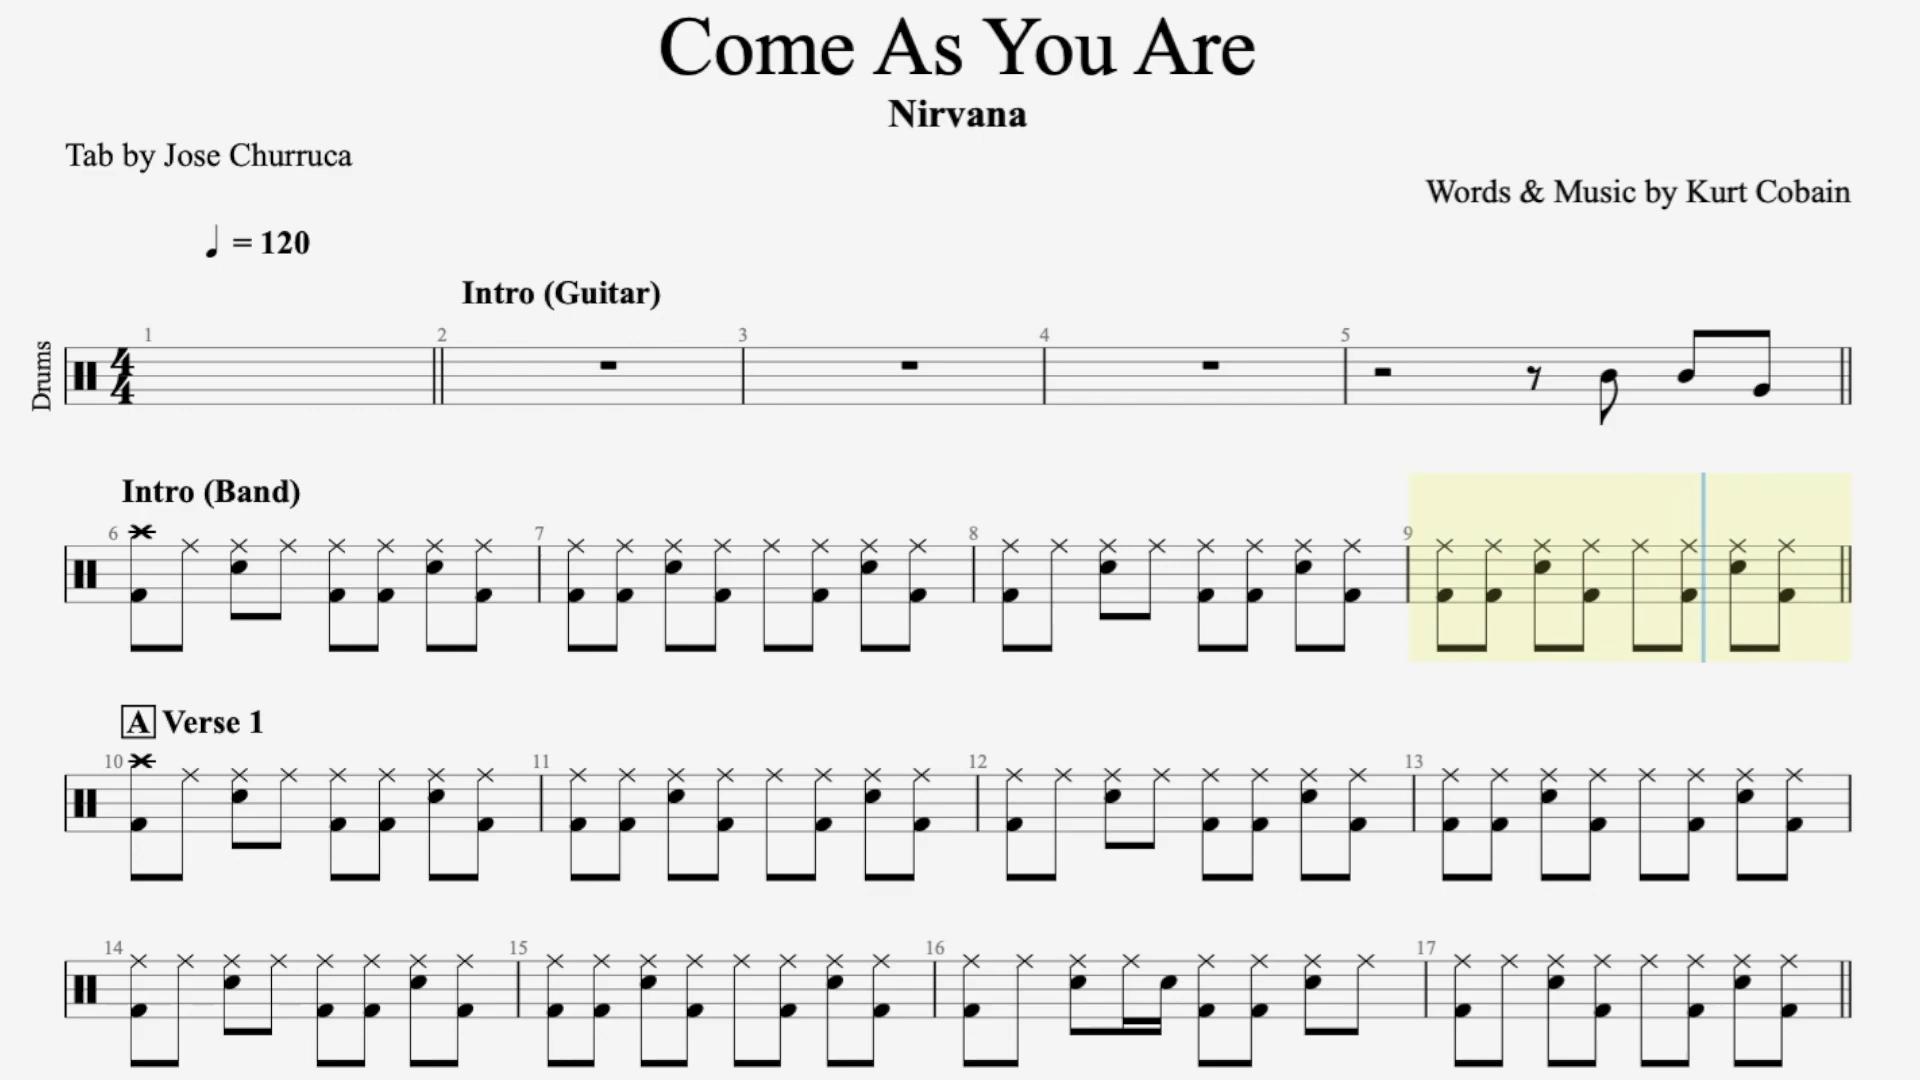 Come As You Are
Nirvana
Tab by Jose Churruca
Words & Music by Kurt Cobain
= 120
Intro (Guitar)
1 2 3 4 5
Drums
4
4
Intro (Band)
6 7 8 9
A Verse 1
10 11 12 13
14 15 16 17